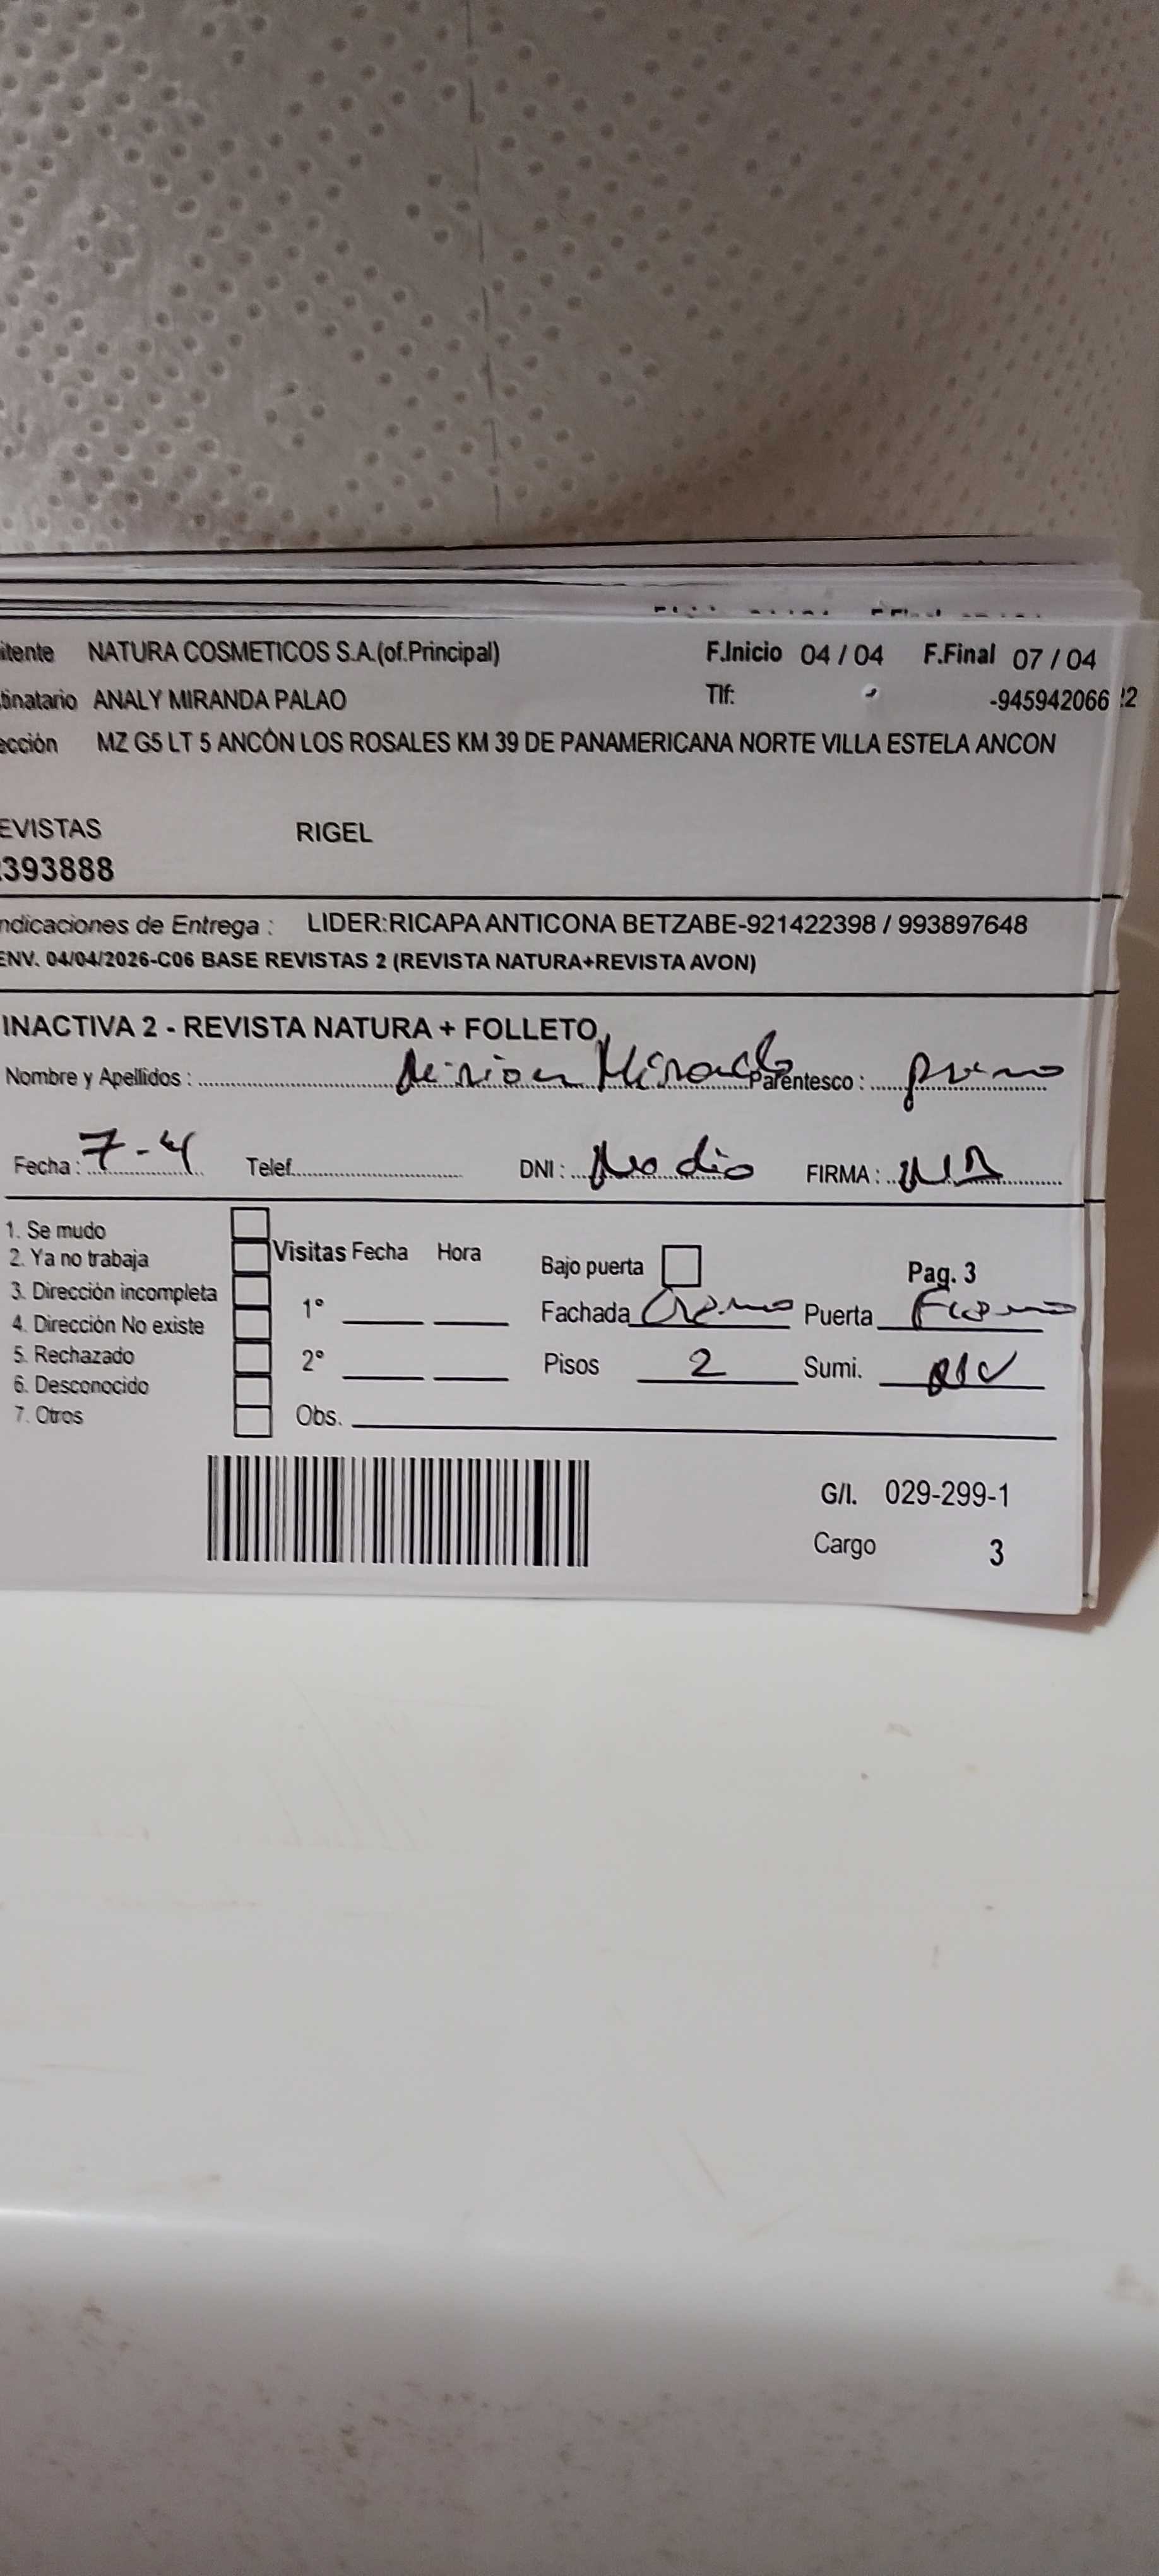 itente NATURA COSMETICOS S.A.(of.Principal) F.Inicio 04 / 04 F.Final 07 / 04
tinatario ANALY MIRANDA PALAO Tlf: -945942066 22
ección MZ G5 LT 5 ANCÓN LOS ROSALES KM 39 DE PANAMERICANA NORTE VILLA ESTELA ANCON
EVISTAS RIGEL
393888
ndicaciones de Entrega : LIDER:RICAPA ANTICONA BETZABE-921422398 / 993897648
ENV. 04/04/2026-C06 BASE REVISTAS 2 (REVISTA NATURA+REVISTA AVON)
INACTIVA 2 - REVISTA NATURA + FOLLETO
Nombre y Apellidos : Miranda Parentesco : primo
Fecha : 7-4 Telef. DNI : No dio FIRMA :
1. Se mudo
2. Ya no trabaja Visitas Fecha Hora Bajo puerta Pag. 3
3. Dirección incompleta 1° Fachada Cremo Puerta Fierro
4. Dirección No existe
5. Rechazado 2° Pisos 2 Sumi.
6. Desconocido
7. Otros Obs.
G/I. 029-299-1
Cargo 3